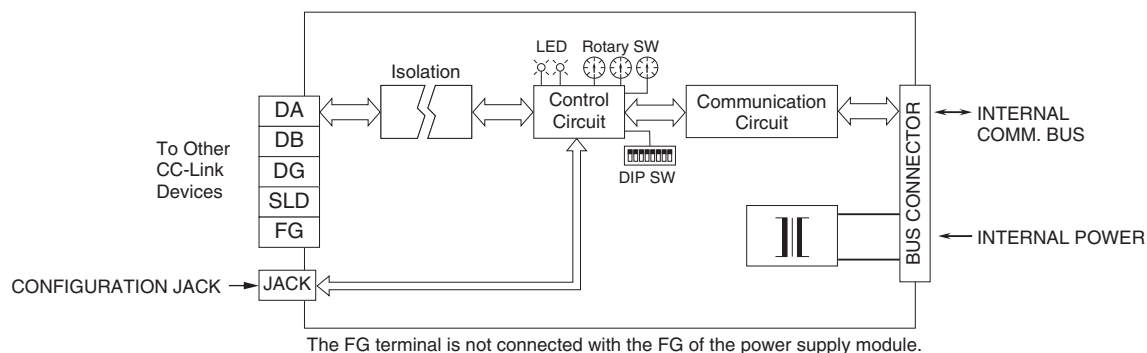 LED
Rotary SW
Isolation
DA
DB
DG
SLD
FG
To Other
CC-Link
Devices
Control
Circuit
Communication
Circuit
DIP SW
BUS CONNECTOR
INTERNAL
COMM. BUS
INTERNAL POWER
CONFIGURATION JACK
JACK
The FG terminal is not connected with the FG of the power supply module.